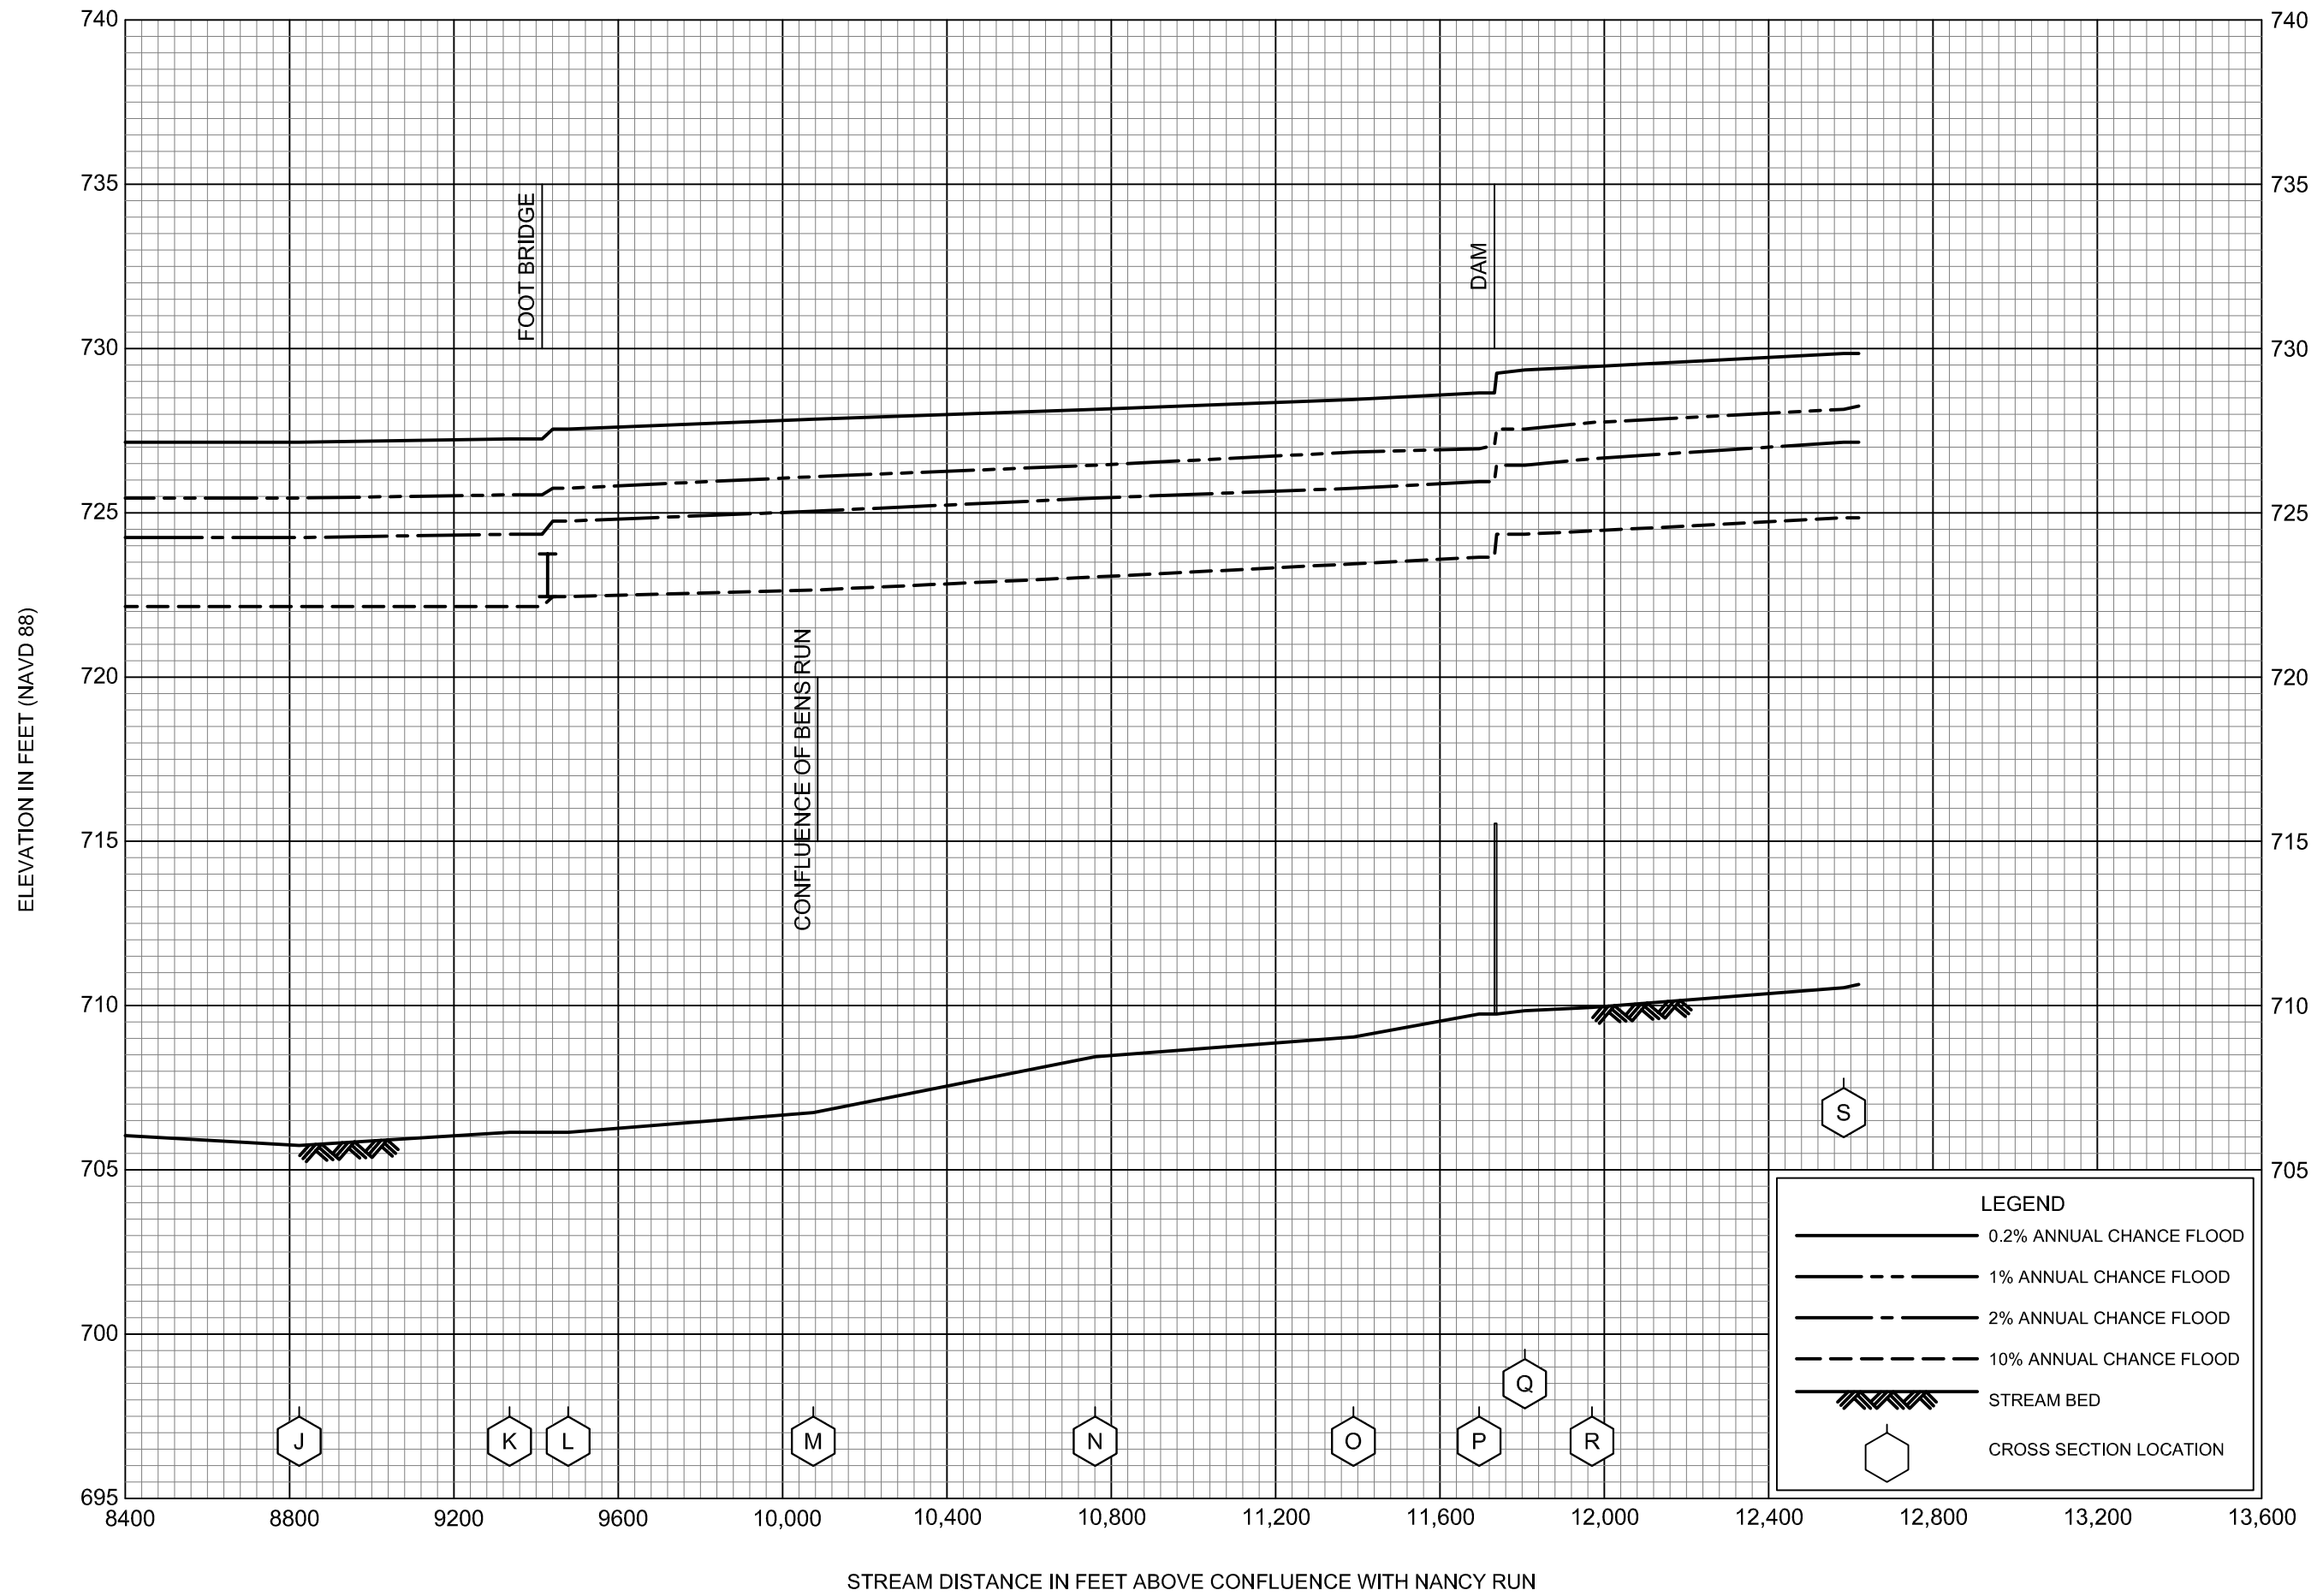 740
740
735
735
730
730
725
725
720
720
715
715
710
710
705
705
700
695
ELEVATION IN FEET (NAVD 88)
FOOT BRIDGE
DAM
CONFLUENCE OF BENS RUN
J
K
L
M
N
O
P
Q
R
S
LEGEND
0.2% ANNUAL CHANCE FLOOD
1% ANNUAL CHANCE FLOOD
2% ANNUAL CHANCE FLOOD
10% ANNUAL CHANCE FLOOD
STREAM BED
CROSS SECTION LOCATION
8400 8800 9200 9600 10,000 10,400 10,800 11,200 11,600 12,000 12,400 12,800 13,200 13,600
STREAM DISTANCE IN FEET ABOVE CONFLUENCE WITH NANCY RUN